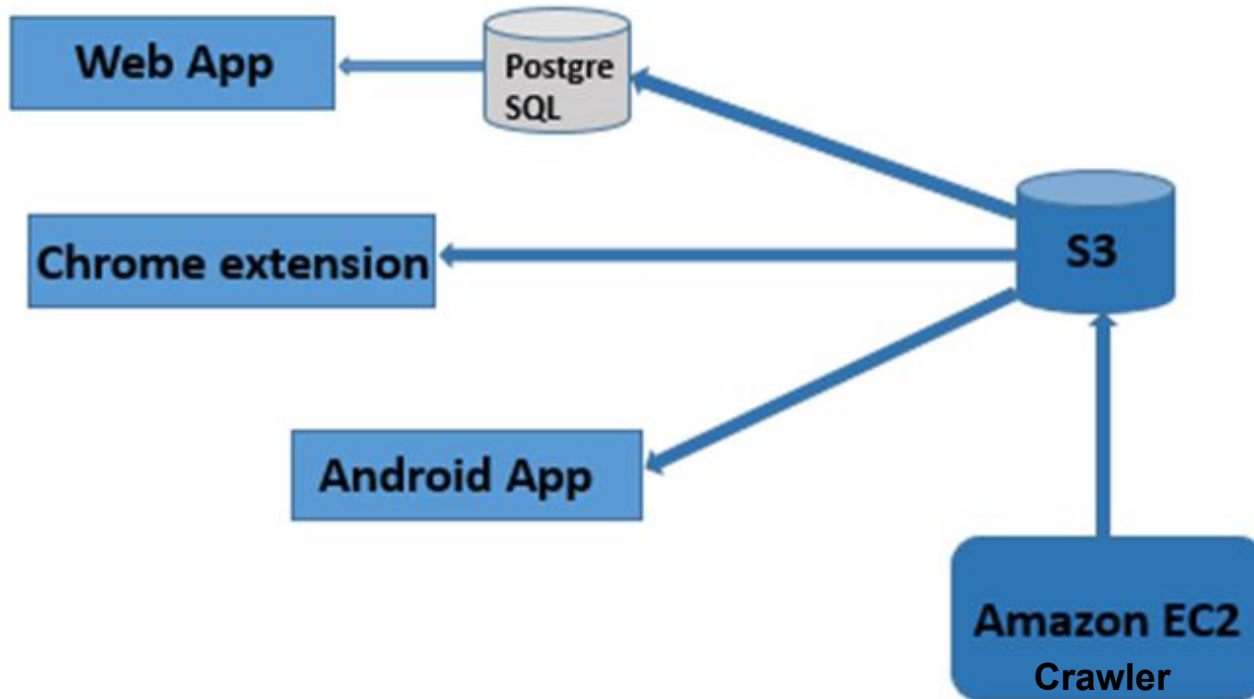 Web App
Postgre
SQL
S3
Chrome extension
Android App
Amazon EC2
Crawler